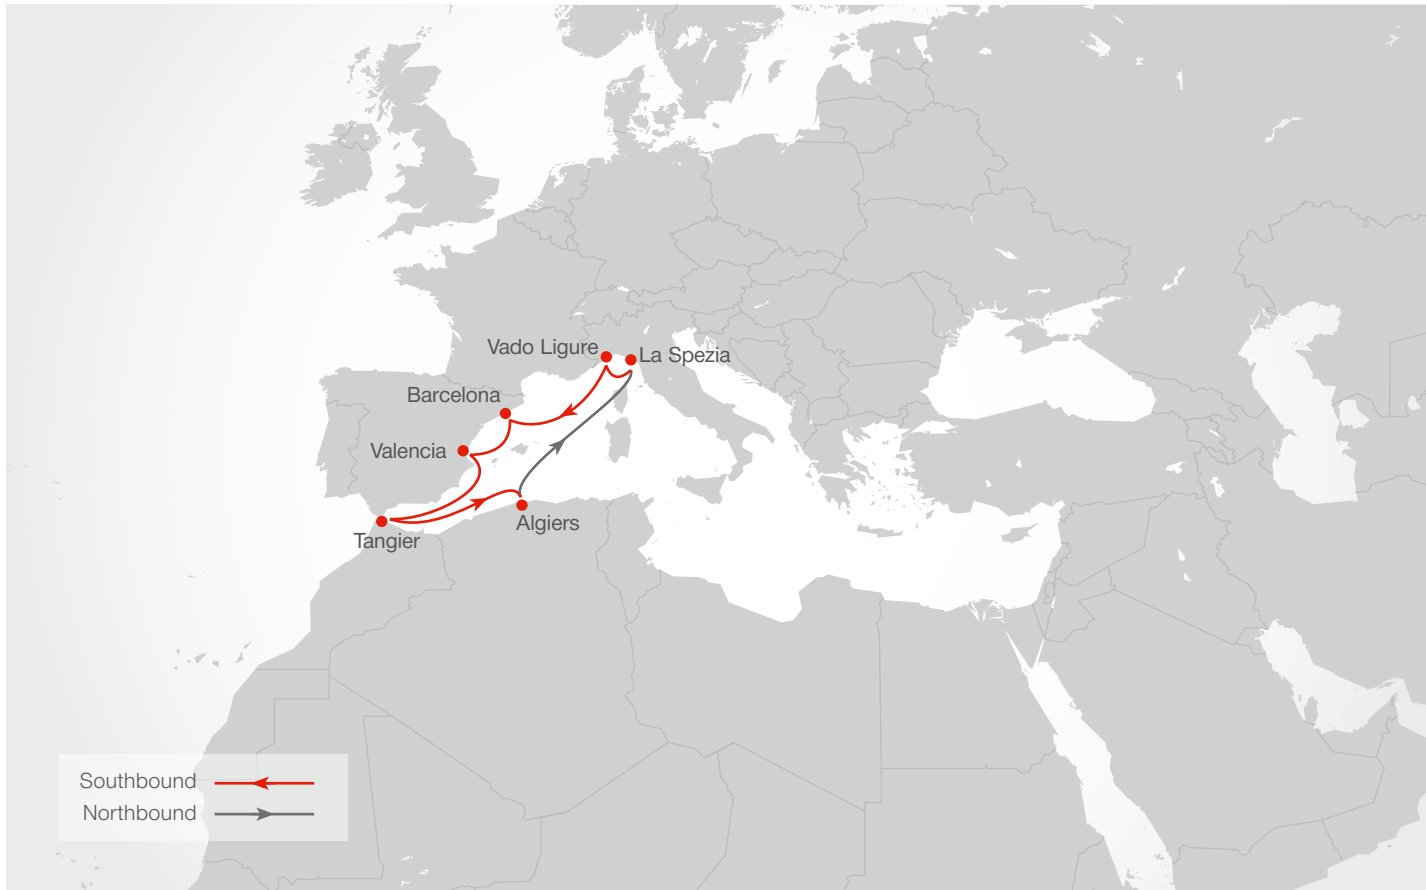 Vado Ligure
La Spezia
Barcelona
Valencia
Algiers
Tangier
Southbound
Northbound